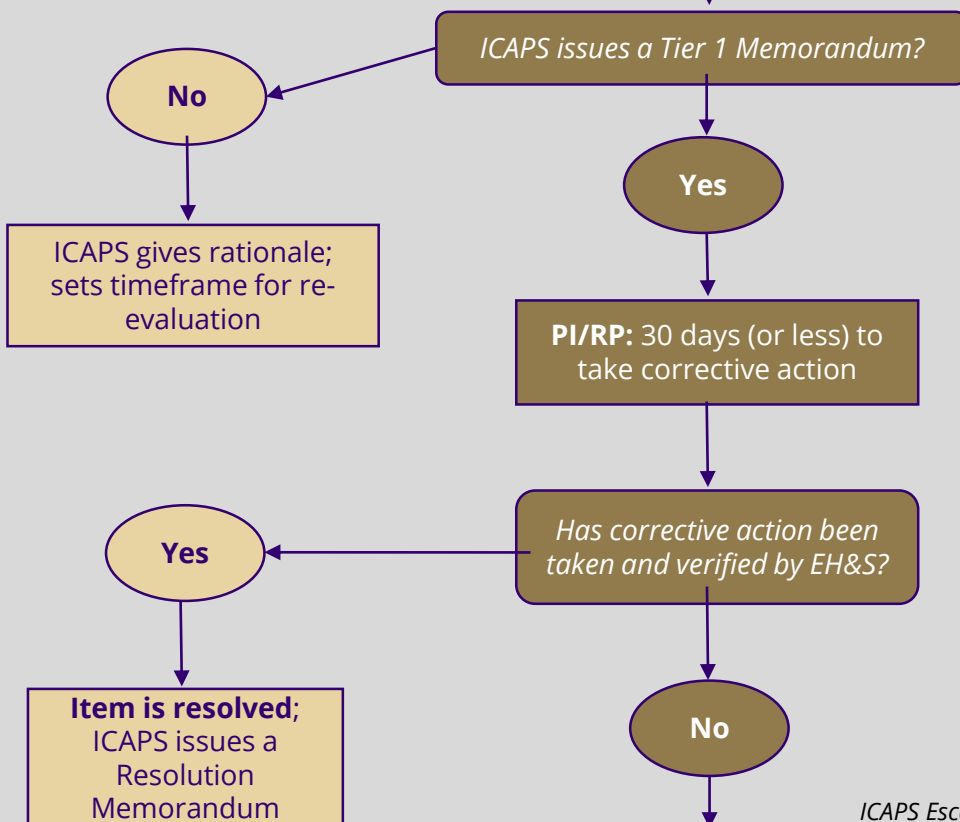 ICAPS issues a Tier 1 Memorandum?
No
Yes
ICAPS gives rationale;
sets timeframe for re-
evaluation
PI/RP: 30 days (or less) to
take corrective action
Has corrective action been
taken and verified by EH&S?
Yes
No
Item is resolved;
ICAPS issues a
Resolution
Memorandum
ICAPS